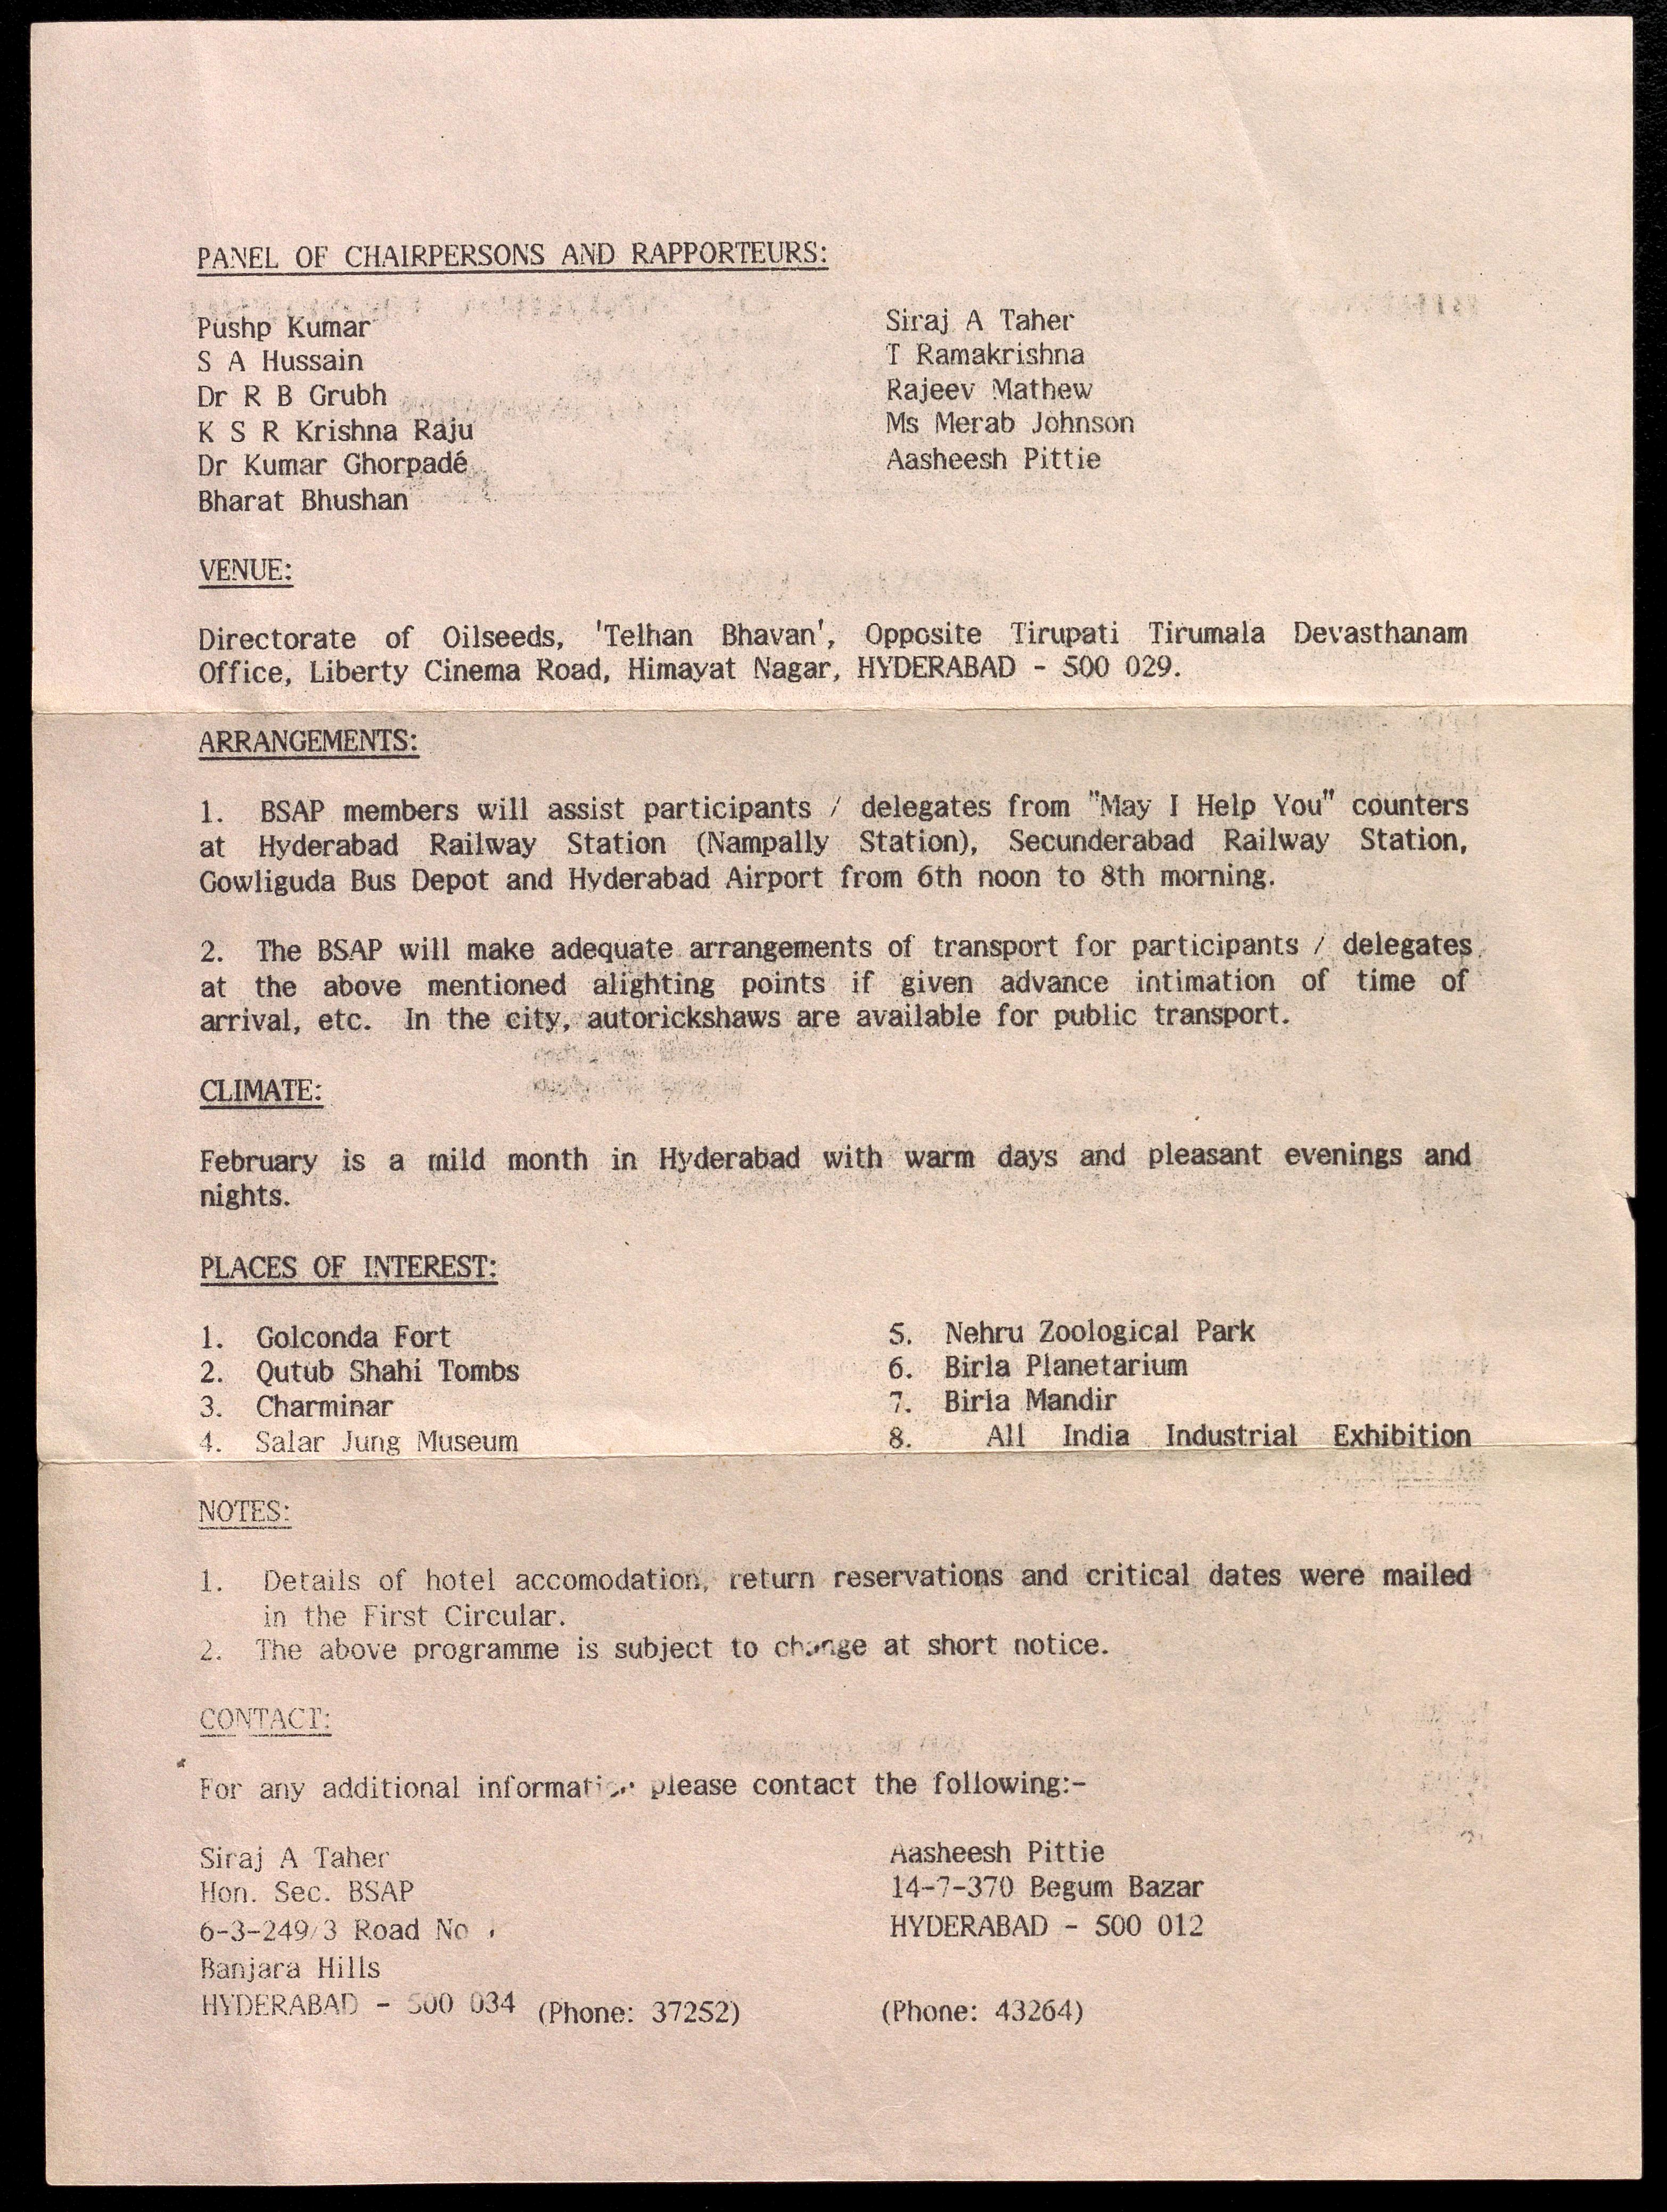 PANEL OF CHAIRPERSONS AND RAPPORTEURS:
Pushp Kumar
S A Hussain
Dr R B Grubh
K S R Krishna Raju
Dr Kumar Ghorpadé
Bharat Bhushan
Siraj A Taher
T Ramakrishna
Rajeev Mathew
Ms Merab Johnson
Aasheesh Pittie
VENUE:
Directorate of Oilseeds, 'Telhan Bhavan', Opposite Tirupati Tirumala Devasthanam
Office, Liberty Cinema Road, Himayat Nagar, HYDERABAD - 500 029.
ARRANGEMENTS:
1. BSAP members will assist participants / delegates from "May I Help You" counters
at Hyderabad Railway Station (Nampally Station), Secunderabad Railway Station,
Gowliguda Bus Depot and Hyderabad Airport from 6th noon to 8th morning.
2. The BSAP will make adequate arrangements of transport for participants / delegates
at the above mentioned alighting points if given advance intimation of time of
arrival, etc. In the city, autorickshaws are available for public transport.
CLIMATE:
February is a mild month in Hyderabad with warm days and pleasant evenings and
nights.
PLACES OF INTEREST:
1. Golconda Fort
2. Qutub Shahi Tombs
3. Charminar
4. Salar Jung Museum
5. Nehru Zoological Park
6. Birla Planetarium
7. Birla Mandir
8. All India Industrial Exhibition
NOTES:
1. Details of hotel accomodation, return reservations and critical dates were mailed
in the First Circular.
2. The above programme is subject to change at short notice.
CONTACT:
For any additional information please contact the following:-
Siraj A Taher
Hon. Sec. BSAP
6-3-249/3 Road No
Banjara Hills
HYDERABAD - 500 034 (Phone: 37252)
Aasheesh Pittie
14-7-370 Begum Bazar
HYDERABAD - 500 012
(Phone: 43264)